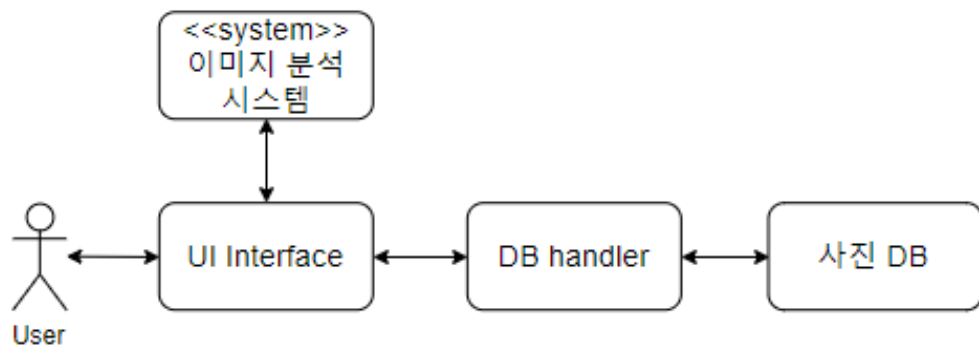 <<system>>
이미지 분석
시스템
User
UI Interface
DB handler
사진 DB